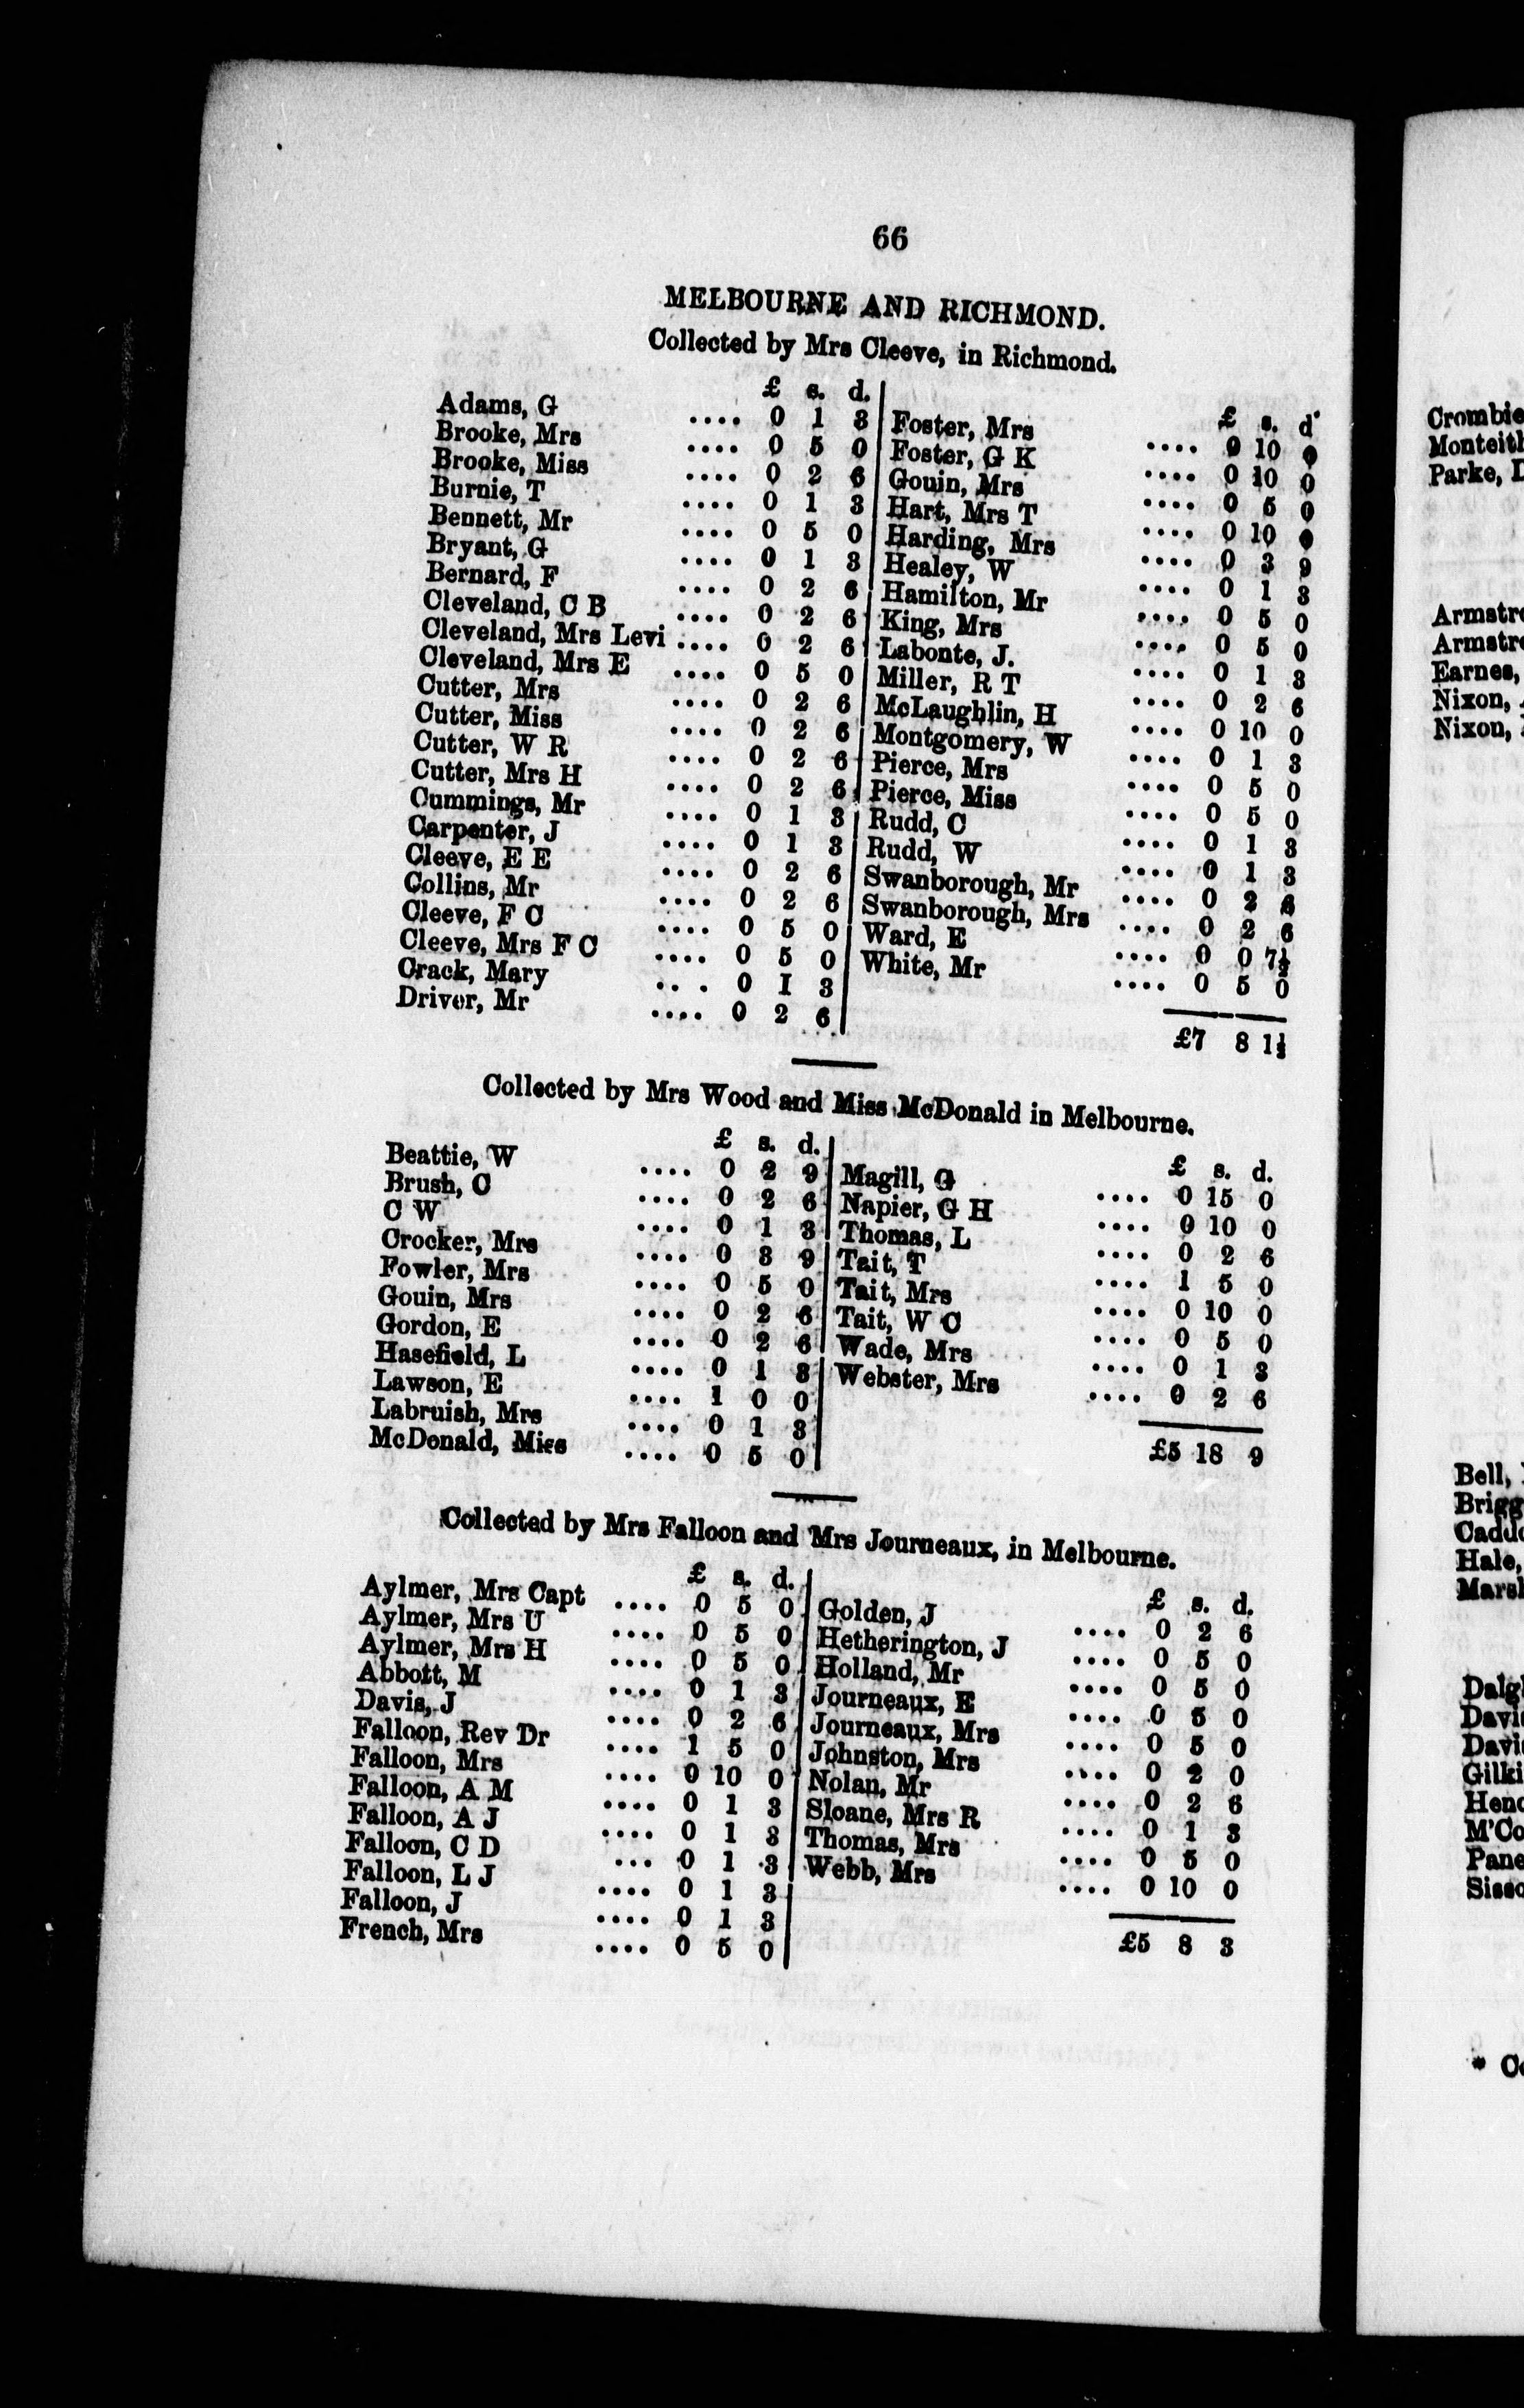 66
MELBOURNE AND RICHMOND.
Collected by Mrs Cleeve, in Richmond.
£ s. d.
Adams, G .... 0 1 3
Brooke, Mrs .... 0 5 0
Brooke, Miss .... 0 2 6
Burnie, T .... 0 1 3
Bennett, Mr .... 0 5 0
Bryant, G .... 0 1 3
Bernard, F .... 0 2 6
Cleveland, C B .... 0 2 6
Cleveland, Mrs Levi .... 0 2 6
Cleveland, Mrs E .... 0 5 0
Cutter, Mrs .... 0 2 6
Cutter, Miss .... 0 2 6
Cutter, W R .... 0 2 6
Cutter, Mrs H .... 0 2 6
Cummings, Mr .... 0 1 3
Carpenter, J .... 0 1 3
Cleeve, E E .... 0 2 6
Collins, Mr .... 0 2 6
Cleeve, F C .... 0 5 0
Cleeve, Mrs F C .... 0 5 0
Crack, Mary ... . 0 1 3
Driver, Mr .... 0 2 6
£ s. d
Foster, Mrs .... 0 10 0
Foster, G K .... 0 10 0
Gouin, Mrs .... 0 5 0
Hart, Mrs T .... 0 10 0
Harding, Mrs .... 0 3 9
Healey, W .... 0 1 3
Hamilton, Mr .... 0 5 0
King, Mrs .... 0 5 0
Labonte, J. .... 0 1 3
Miller, R T .... 0 2 6
McLaughlin, H .... 0 10 0
Montgomery, W .... 0 1 3
Pierce, Mrs .... 0 5 0
Pierce, Miss .... 0 5 0
Rudd, C .... 0 1 3
Rudd, W .... 0 1 3
Swanborough, Mr .... 0 2 6
Swanborough, Mrs .... 0 2 6
Ward, E .... 0 0 7½
White, Mr .... 0 5 0
£7 8 1½
Collected by Mrs Wood and Miss McDonald in Melbourne.
£ s. d.
Beattie, W .... 0 2 9
Brush, C .... 0 2 6
C W .... 0 1 3
Crocker, Mrs .... 0 3 9
Fowler, Mrs .... 0 5 0
Gouin, Mrs .... 0 2 6
Gordon, E .... 0 2 6
Hasefield, L .... 0 1 3
Lawson, E .... 1 0 0
Labruish, Mrs .... 0 1 3
McDonald, Miss .... 0 5 0
£ s. d.
Magill, G .... 0 15 0
Napier, G H .... 0 10 0
Thomas, L .... 0 2 6
Tait, T .... 1 5 0
Tait, Mrs .... 0 10 0
Tait, W C .... 0 5 0
Wade, Mrs .... 0 1 3
Webster, Mrs .... 0 2 6
£5 18 9
Collected by Mrs Falloon and Mrs Journeaux, in Melbourne.
£ s. d.
Aylmer, Mrs Capt .... 0 5 0
Aylmer, Mrs U .... 0 5 0
Aylmer, Mrs H .... 0 5 0
Abbott, M .... 0 1 3
Davis, J .... 0 2 6
Falloon, Rev Dr .... 1 5 0
Falloon, Mrs .... 0 10 0
Falloon, A M .... 0 1 3
Falloon, A J .... 0 1 3
Falloon, C D ... 0 1 3
Falloon, L J .... 0 1 3
Falloon, J .... 0 1 3
French, Mrs .... 0 5 0
£ s. d.
Golden, J .... 0 2 6
Hetherington, J .... 0 5 0
Holland, Mr .... 0 5 0
Journeaux, E .... 0 5 0
Journeaux, Mrs .... 0 5 0
Johnston, Mrs .... 0 2 0
Nolan, Mr .... 0 2 6
Sloane, Mrs R .... 0 1 3
Thomas, Mrs .... 0 5 0
Webb, Mrs .... 0 10 0
£5 8 3
Crombie
Monteith
Parke,
Armstro
Armstro
Earnes,
Nixon,
Nixon,
Bell,
Brigg
Caddo
Hale,
Marsh
Dalgl
Davi
Davi
Gilki
Hend
M'Co
Pane
Sisso
* Co